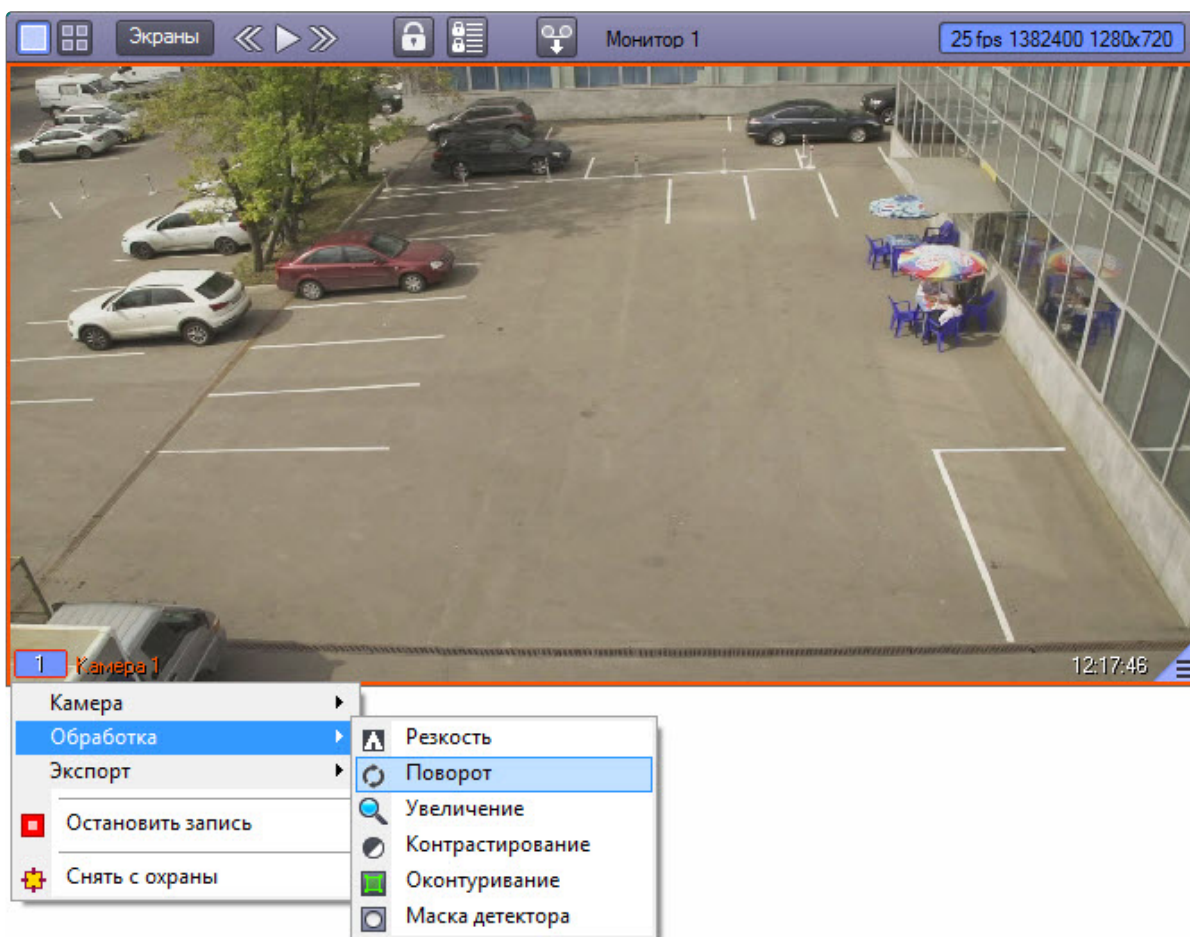 Экраны
Монитор 1
25 fps 1382400 1280x720
1 Камера 1
12:17:46
Камера
Обработка
Экспорт
Остановить запись
Снять с охраны
Резкость
Поворот
Увеличение
Контрастирование
Оконтуривание
Маска детектора